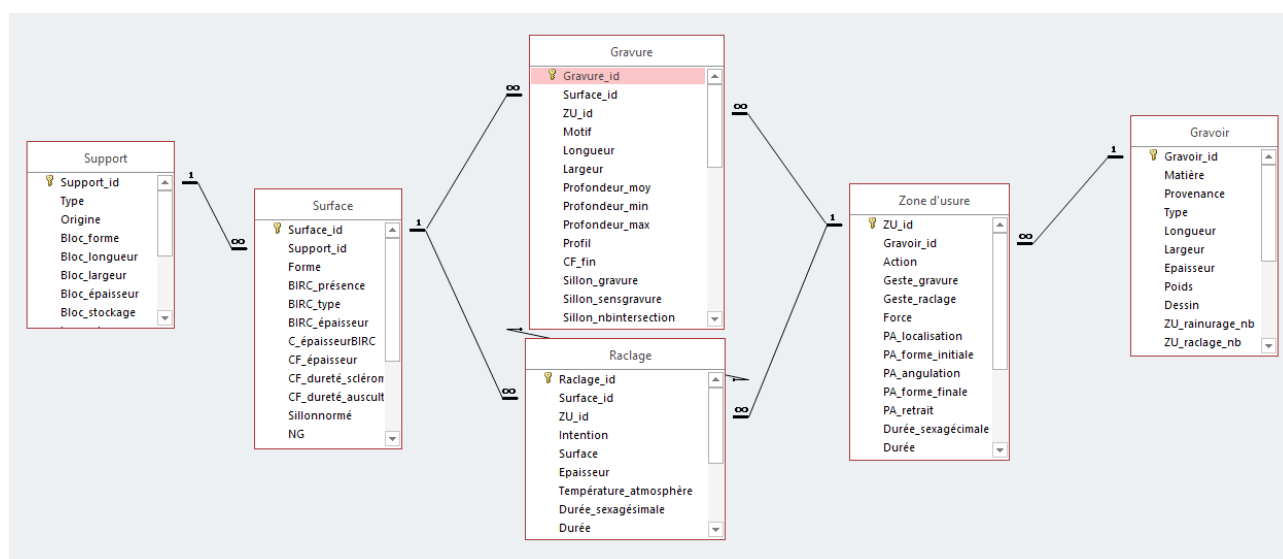 Support
Support_id
Type
Origine
Bloc_forme
Bloc_longueur
Bloc_largeur
Bloc_épaisseur
Bloc_stockage
1
∞
Surface
Surface_id
Support_id
Forme
BIRC_présence
BIRC_type
BIRC_épaisseur
C_épaisseurBIRC
CF_épaisseur
CF_dureté_sclérom
CF_dureté_auscult
Sillonnormé
NG
1
∞
∞
Gravure
Gravure_id
Surface_id
ZU_id
Motif
Longueur
Largeur
Profondeur_moy
Profondeur_min
Profondeur_max
Profil
CF_fin
Sillon_gravure
Sillon_sensgravure
Sillon_nbintersection
Raclage
Raclage_id
Surface_id
ZU_id
Intention
Surface
Epaisseur
Température_atmosphère
Durée_sexagésimale
Durée
∞
∞
1
Zone d'usure
ZU_id
Gravoir_id
Action
Geste_gravure
Geste_raclage
Force
PA_localisation
PA_forme_initiale
PA_angulation
PA_forme_finale
PA_retrait
Durée_sexagécimale
Durée
∞
1
Gravoir
Gravoir_id
Matière
Provenance
Type
Longueur
Largeur
Epaisseur
Poids
Dessin
ZU_rainurage_nb
ZU_raclage_nb